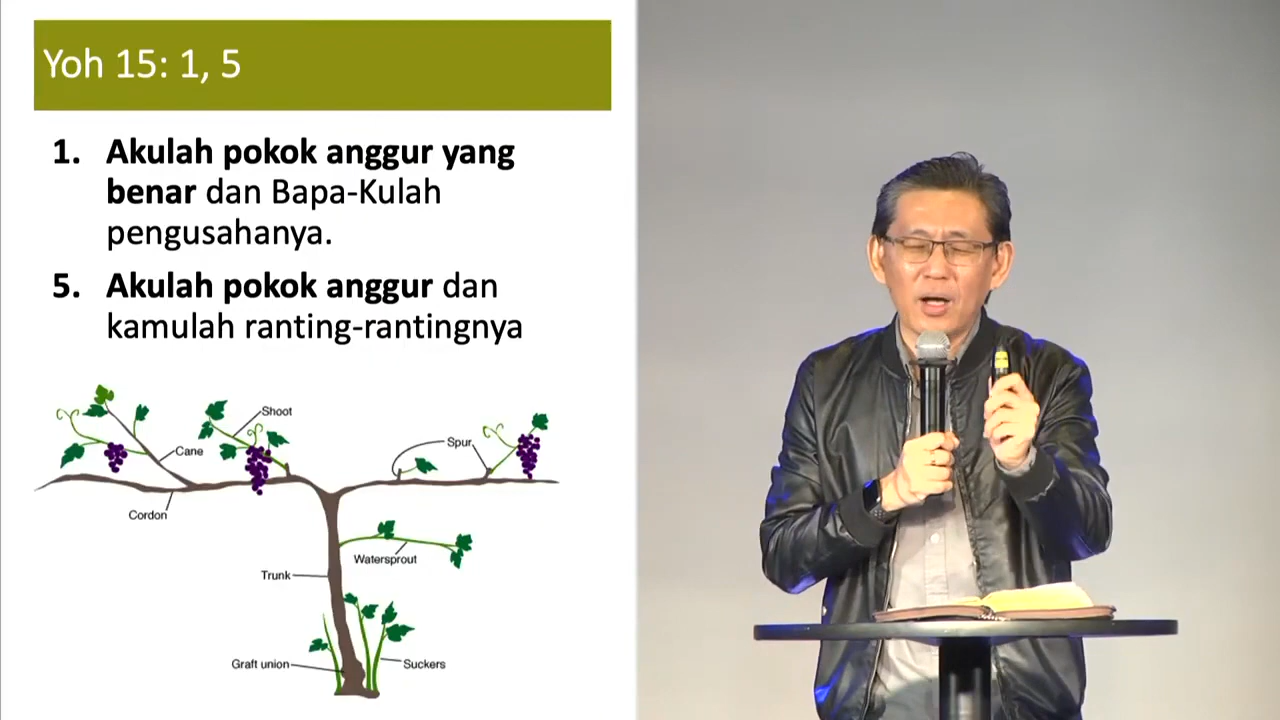 Yoh 15: 1, 5
1. Akulah pokok anggur yang
benar dan Bapa-Kulah
pengusahanya.
5. Akulah pokok anggur dan
kamulah ranting-rantingnya
Shoot
Cane
Spur
Cordon
Watersprout
Trunk
Graft union
Suckers